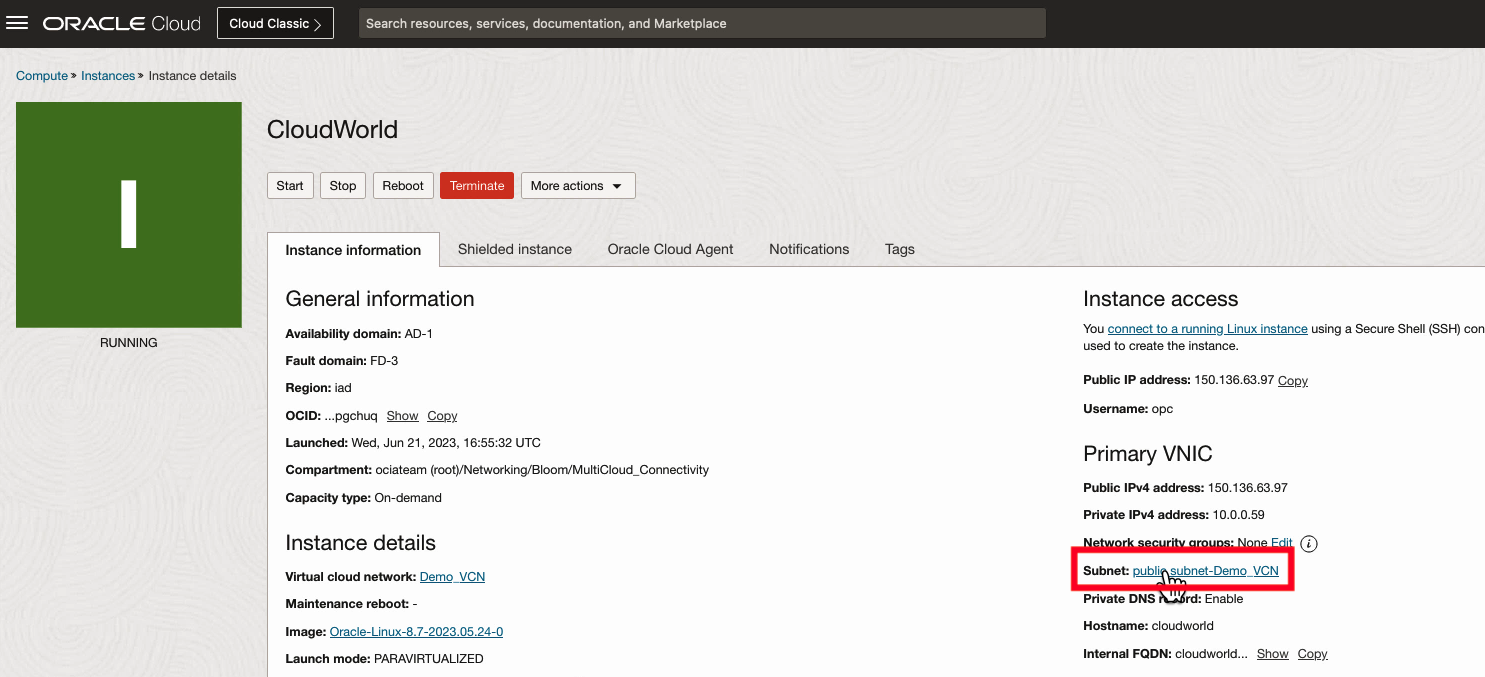 ORACLE Cloud
Cloud Classic >
Search resources, services, documentation, and Marketplace
Compute » Instances » Instance details
I
RUNNING
CloudWorld
Start Stop Reboot Terminate More actions
Instance information Shielded instance Oracle Cloud Agent Notifications Tags
General information
Availability domain: AD-1
Fault domain: FD-3
Region: iad
OCID: ...pgchuq Show Copy
Launched: Wed, Jun 21, 2023, 16:55:32 UTC
Compartment: ociateam (root)/Networking/Bloom/MultiCloud_Connectivity
Capacity type: On-demand
Instance details
Virtual cloud network: Demo_VCN
Maintenance reboot: -
Image: Oracle-Linux-8.7-2023.05.24-0
Launch mode: PARAVIRTUALIZED
Instance access
You connect to a running Linux instance using a Secure Shell (SSH) con
used to create the instance.
Public IP address: 150.136.63.97 Copy
Username: opc
Primary VNIC
Public IPv4 address: 150.136.63.97
Private IPv4 address: 10.0.0.59
Network security groups: None Edit i
Subnet: public subnet-Demo_VCN
Private DNS record: Enable
Hostname: cloudworld
Internal FQDN: cloudworld... Show Copy